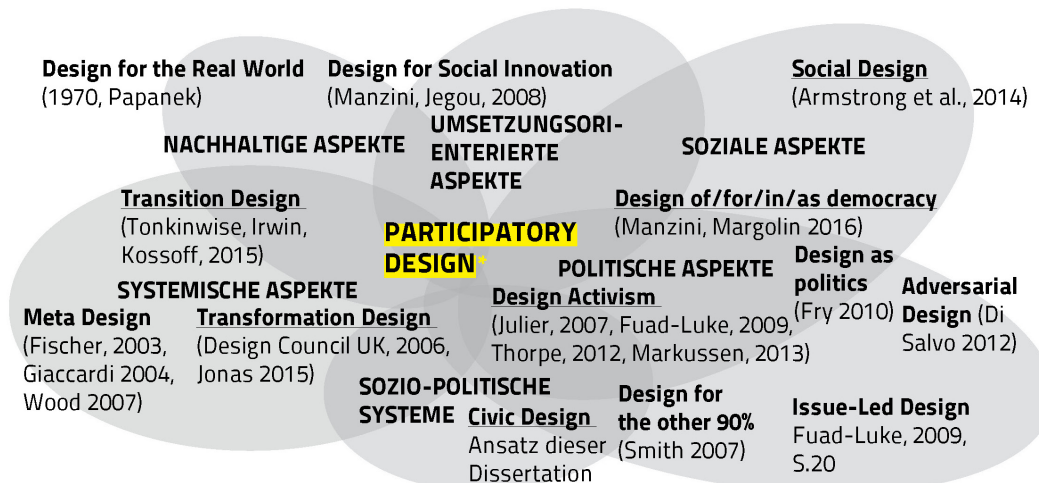 Design for the Real World
(1970, Papanek)
Design for Social Innovation
(Manzini, Jegou, 2008)
Social Design
(Armstrong et al., 2014)
NACHHALTIGE ASPEKTE
UMSETZUNGSORI-
ENTERIERTE
ASPEKTE
SOZIALE ASPEKTE
Transition Design
(Tonkinwise, Irwin,
Kossoff, 2015)
PARTICIPATORY
DESIGN*
Design of/for/in/as democracy
(Manzini, Margolin 2016)
SYSTEMISCHE ASPEKTE
POLITISCHE ASPEKTE
Design as
politics
(Fry 2010)
Adversarial
Design (Di
Salvo 2012)
Meta Design
(Fischer, 2003,
Giaccardi 2004,
Wood 2007)
Transformation Design
(Design Council UK, 2006,
Jonas 2015)
Design Activism
(Julier, 2007, Fuad-Luke, 2009,
Thorpe, 2012, Markussen, 2013)
SOZIO-POLITISCHE
SYSTEME
Civic Design
Ansatz dieser
Dissertation
Design for
the other 90%
(Smith 2007)
Issue-Led Design
Fuad-Luke, 2009,
S.20